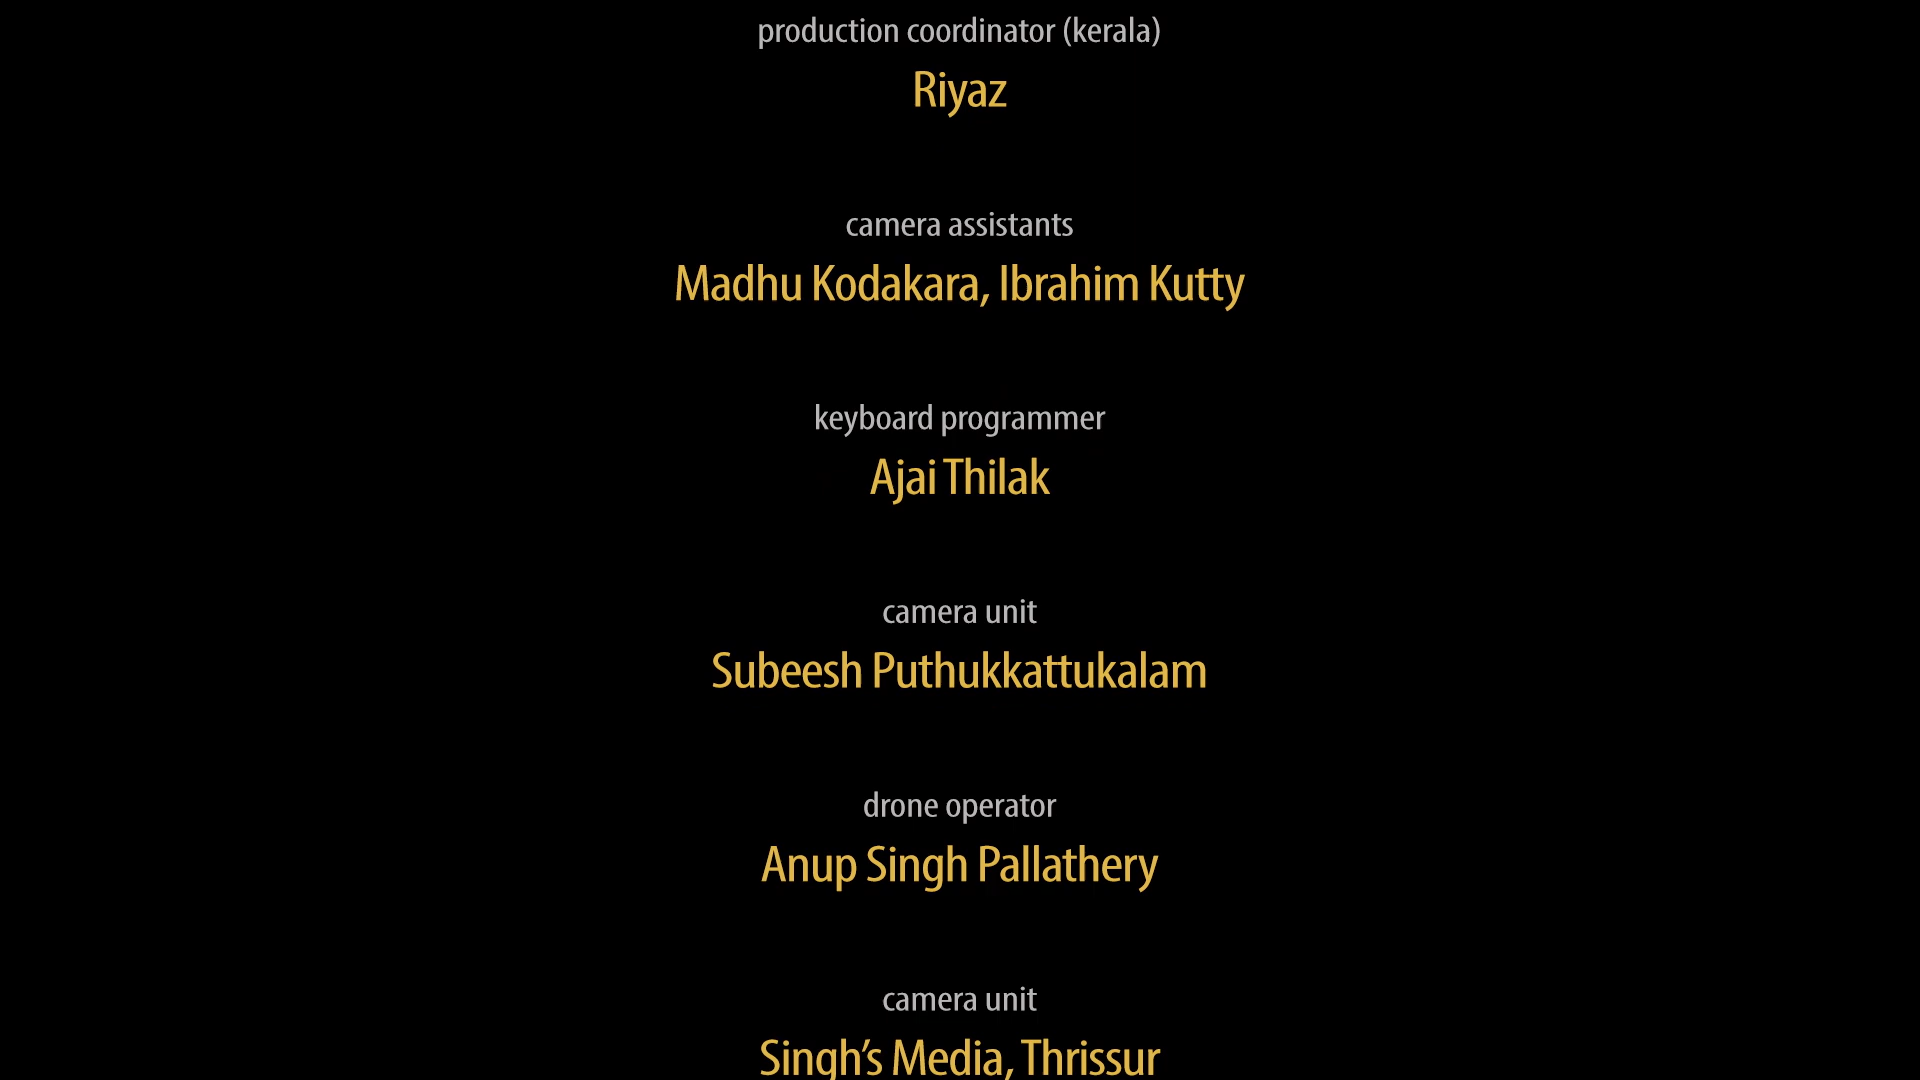 production coordinator (kerala)
Riyaz
camera assistants
Madhu Kodakara, Ibrahim Kutty
keyboard programmer
Ajai Thilak
camera unit
Subeesh Puthukkattukalam
drone operator
Anup Singh Pallathery
camera unit
Singh’s Media, Thrissur